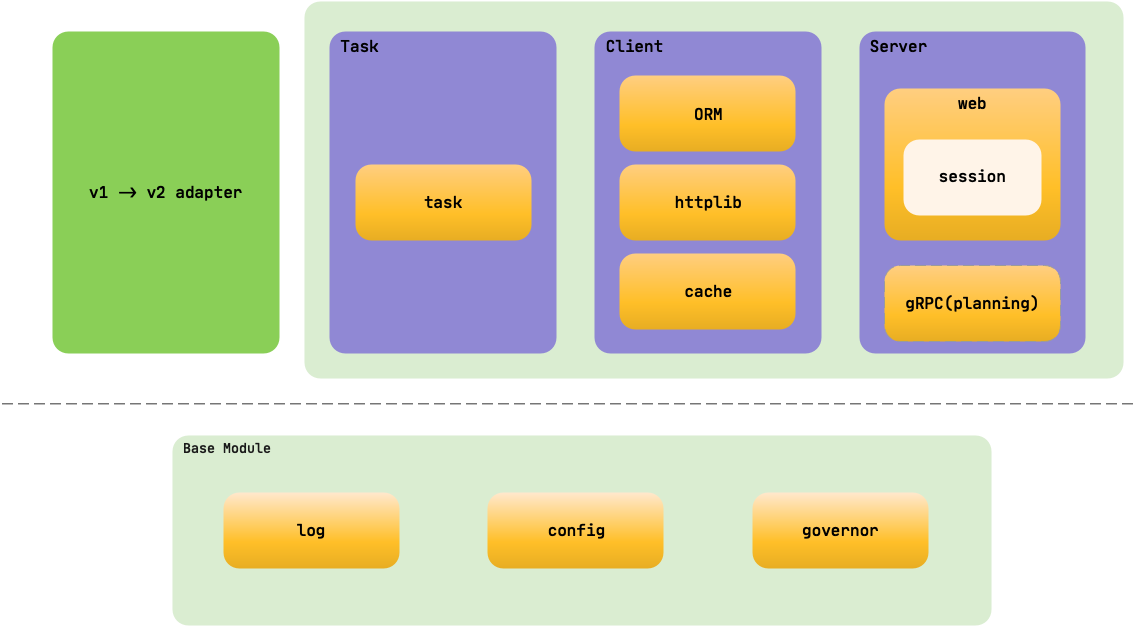 v1 → v2 adapter
Task
task
Client
ORM
httplib
cache
Server
web
session
gRPC(planning)
Base Module
log
config
governor